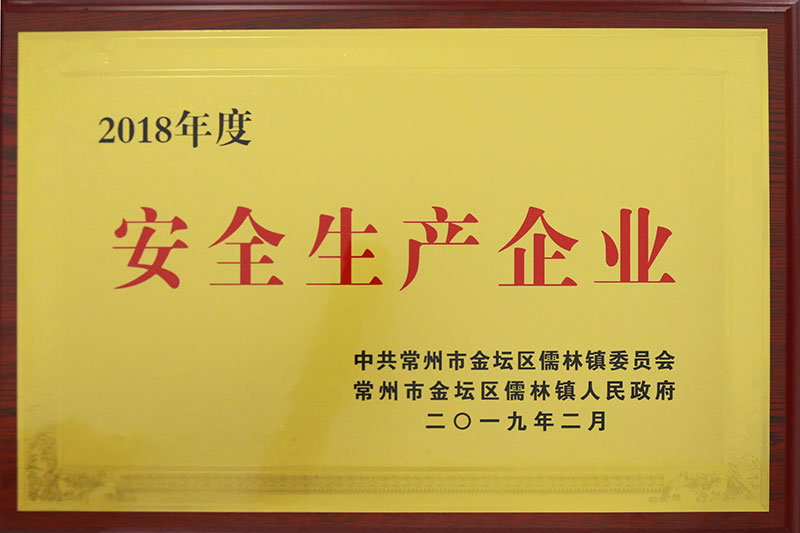 2018年度
安全生产企业
中共常州市金坛区儒林镇委员会
常州市金坛区儒林镇人民政府
二〇一九年二月